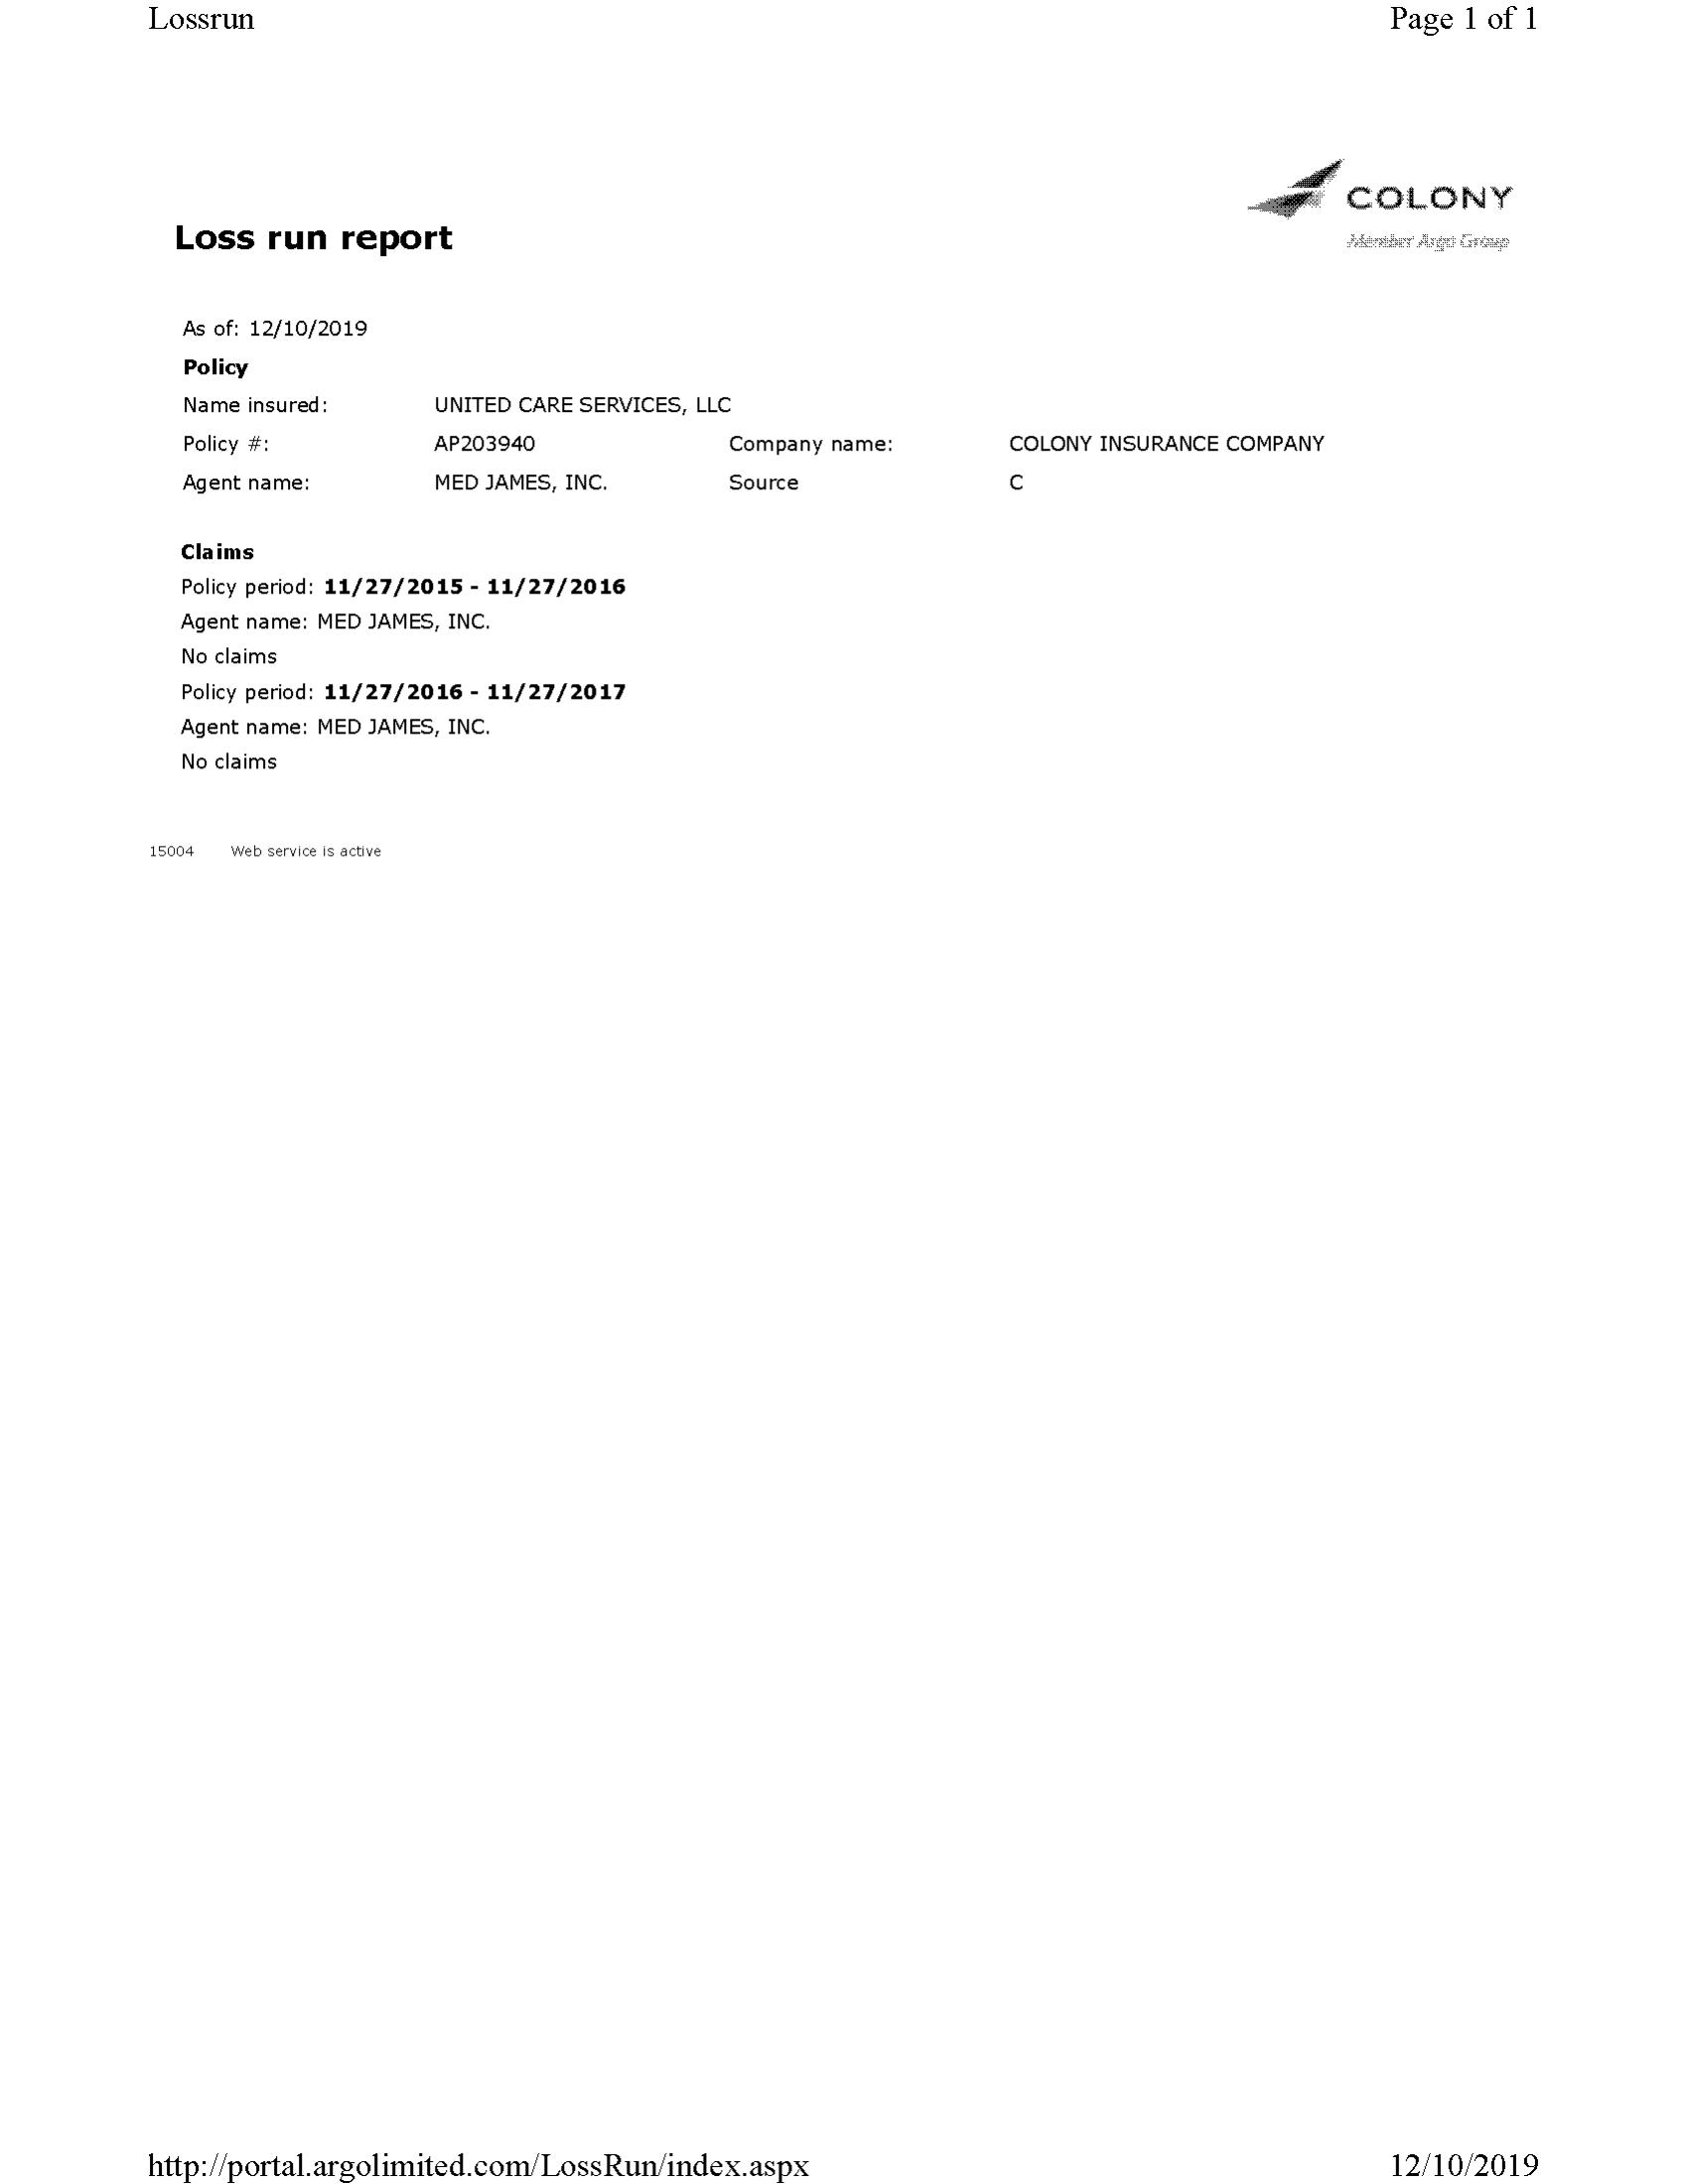 Lossrun Page 1 of 1
COLONY
Member Argo Group
Loss run report
As of: 12/10/2019
Policy
Name insured: UNITED CARE SERVICES, LLC
Policy #: AP203940 Company name: COLONY INSURANCE COMPANY
Agent name: MED JAMES, INC. Source C
Claims
Policy period: 11/27/2015 - 11/27/2016
Agent name: MED JAMES, INC.
No claims
Policy period: 11/27/2016 - 11/27/2017
Agent name: MED JAMES, INC.
No claims
15004 Web service is active
http://portal.argolimited.com/LossRun/index.aspx 12/10/2019